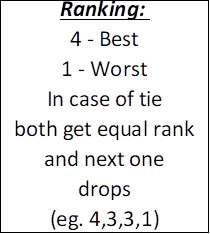 Ranking:
4 - Best
1 - Worst
In case of tie
both get equal rank
and next one
drops
(eg. 4,3,3,1)